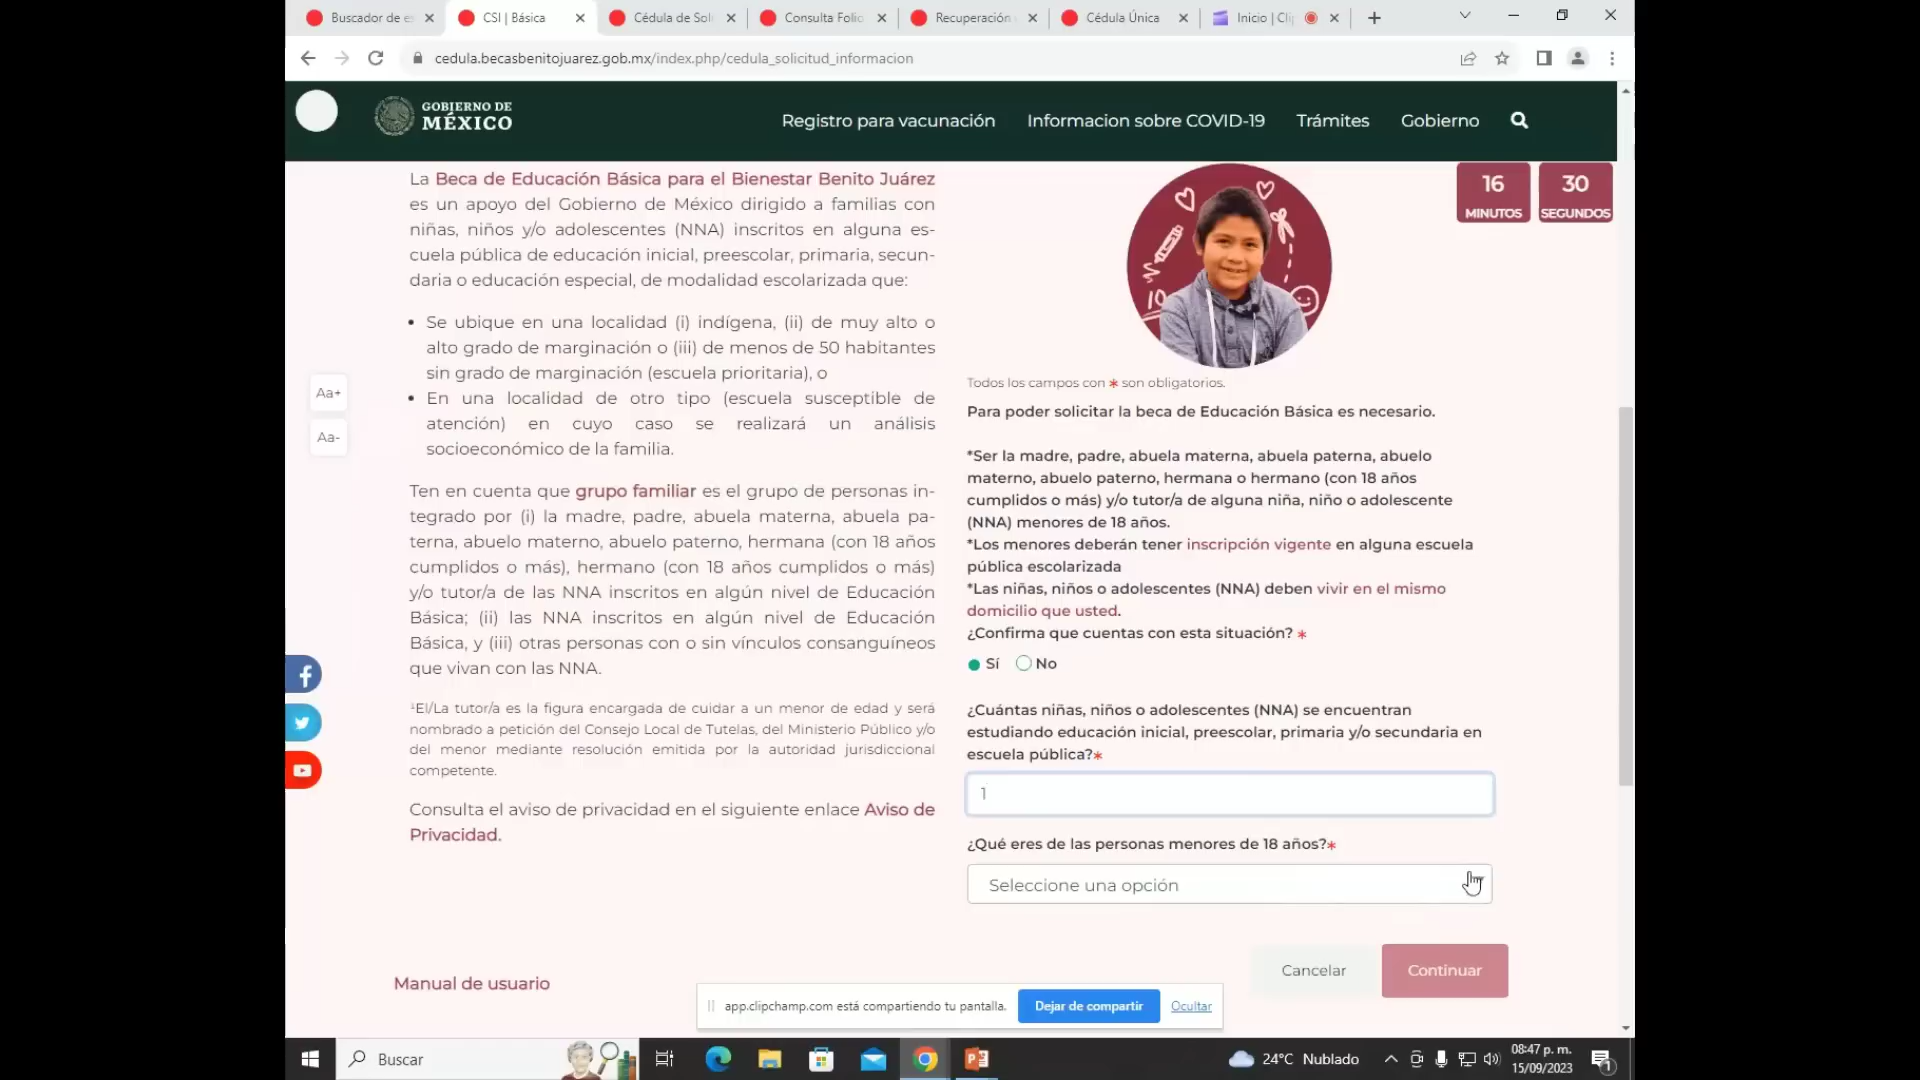 Buscador de es
CSI | Básica
Cédula de Soli
Consulta Folio
Recuperación
Cédula Única
Inicio | Cli
cedula.becasbenitojuarez.gob.mx/index.php/cedula_solicitud_informacion
GOBIERNO DE
MÉXICO
Registro para vacunación
Informacion sobre COVID-19
Trámites
Gobierno
La Beca de Educación Básica para el Bienestar Benito Juárez
es un apoyo del Gobierno de México dirigido a familias con
niñas, niños y/o adolescentes (NNA) inscritos en alguna es-
cuela pública de educación inicial, preescolar, primaria, secun-
daria o educación especial, de modalidad escolarizada que:
• Se ubique en una localidad (i) indígena, (ii) de muy alto o
alto grado de marginación o (iii) de menos de 50 habitantes
sin grado de marginación (escuela prioritaria), o
• En una localidad de otro tipo (escuela susceptible de
atención) en cuyo caso se realizará un análisis
socioeconómico de la familia.
Ten en cuenta que grupo familiar es el grupo de personas in-
tegrado por (i) la madre, padre, abuela materna, abuela pa-
terna, abuelo materno, abuelo paterno, hermana (con 18 años
cumplidos o más), hermano (con 18 años cumplidos o más)
y/o tutor/a de las NNA inscritos en algún nivel de Educación
Básica; (ii) las NNA inscritos en algún nivel de Educación
Básica, y (iii) otras personas con o sin vínculos consanguíneos
que vivan con las NNA.
¹El/La tutor/a es la figura encargada de cuidar a un menor de edad y será
nombrado a petición del Consejo Local de Tutelas, del Ministerio Público y/o
del menor mediante resolución emitida por la autoridad jurisdiccional
competente.
Consulta el aviso de privacidad en el siguiente enlace Aviso de
Privacidad.
Manual de usuario
Aa+
Aa-
16
MINUTOS
30
SEGUNDOS
10
Todos los campos con * son obligatorios.
Para poder solicitar la beca de Educación Básica es necesario.
*Ser la madre, padre, abuela materna, abuela paterna, abuelo
materno, abuelo paterno, hermana o hermano (con 18 años
cumplidos o más) y/o tutor/a de alguna niña, niño o adolescente
(NNA) menores de 18 años.
*Los menores deberán tener inscripción vigente en alguna escuela
pública escolarizada
*Las niñas, niños o adolescentes (NNA) deben vivir en el mismo
domicilio que usted.
¿Confirma que cuentas con esta situación? *
Sí No
¿Cuántas niñas, niños o adolescentes (NNA) se encuentran
estudiando educación inicial, preescolar, primaria y/o secundaria en
escuela pública?*
1
¿Qué eres de las personas menores de 18 años?*
Seleccione una opción
Cancelar
Continuar
app.clipchamp.com está compartiendo tu pantalla.
Dejar de compartir
Ocultar
Buscar
24°C Nublado
08:47 p. m.
15/09/2023
1